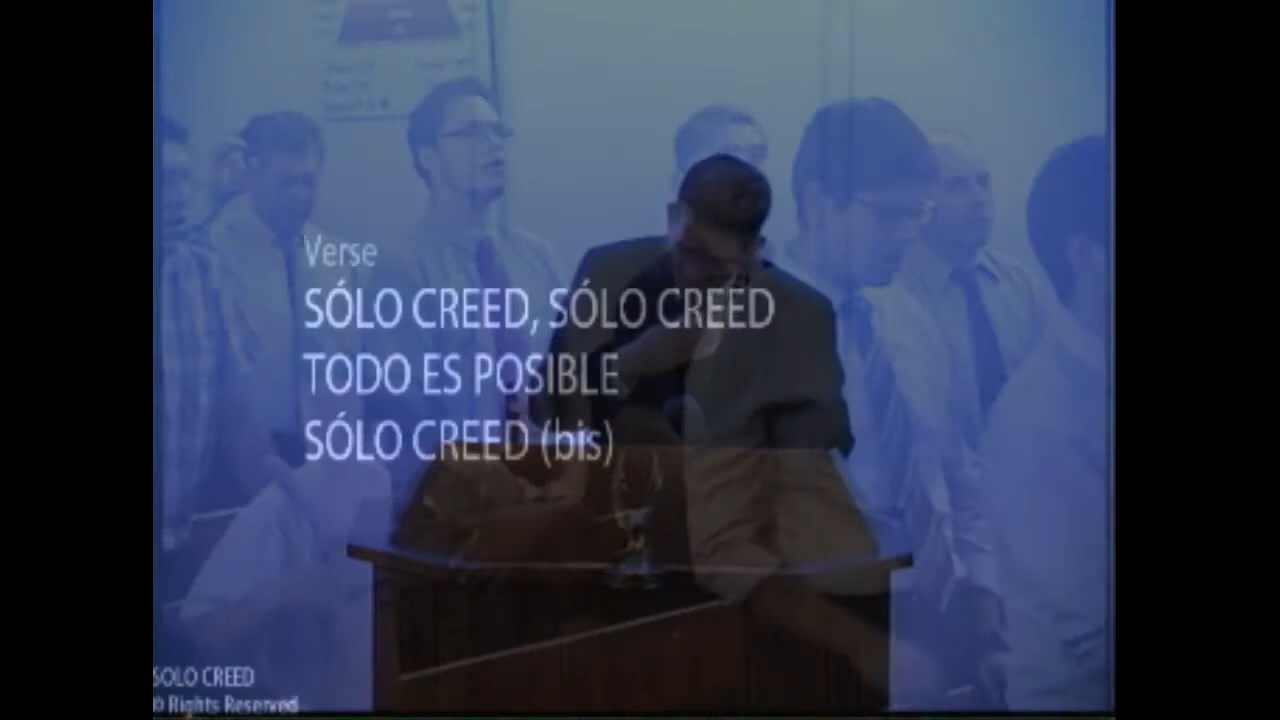 Verse
SÓLO CREED, SÓLO CREED
TODO ES POSIBLE
SÓLO CREED (bis)
SOLO CREED
© Rights Reserved